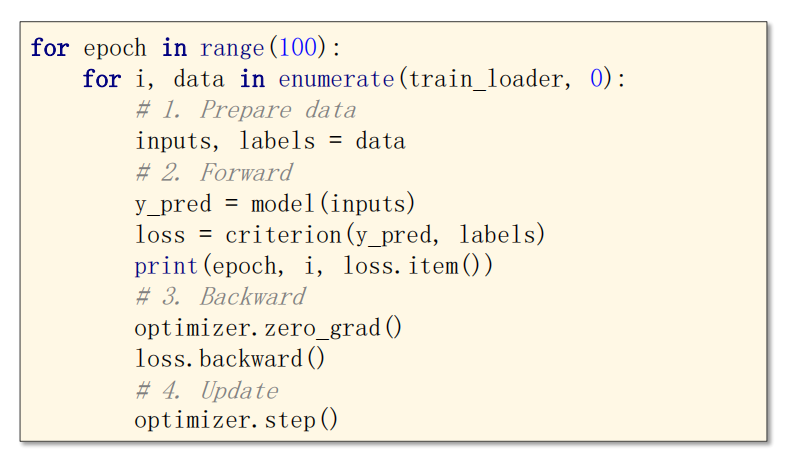 for epoch in range(100):
    for i, data in enumerate(train_loader, 0):
        # 1. Prepare data
        inputs, labels = data
        # 2. Forward
        y_pred = model(inputs)
        loss = criterion(y_pred, labels)
        print(epoch, i, loss.item())
        # 3. Backward
        optimizer.zero_grad()
        loss.backward()
        # 4. Update
        optimizer.step()